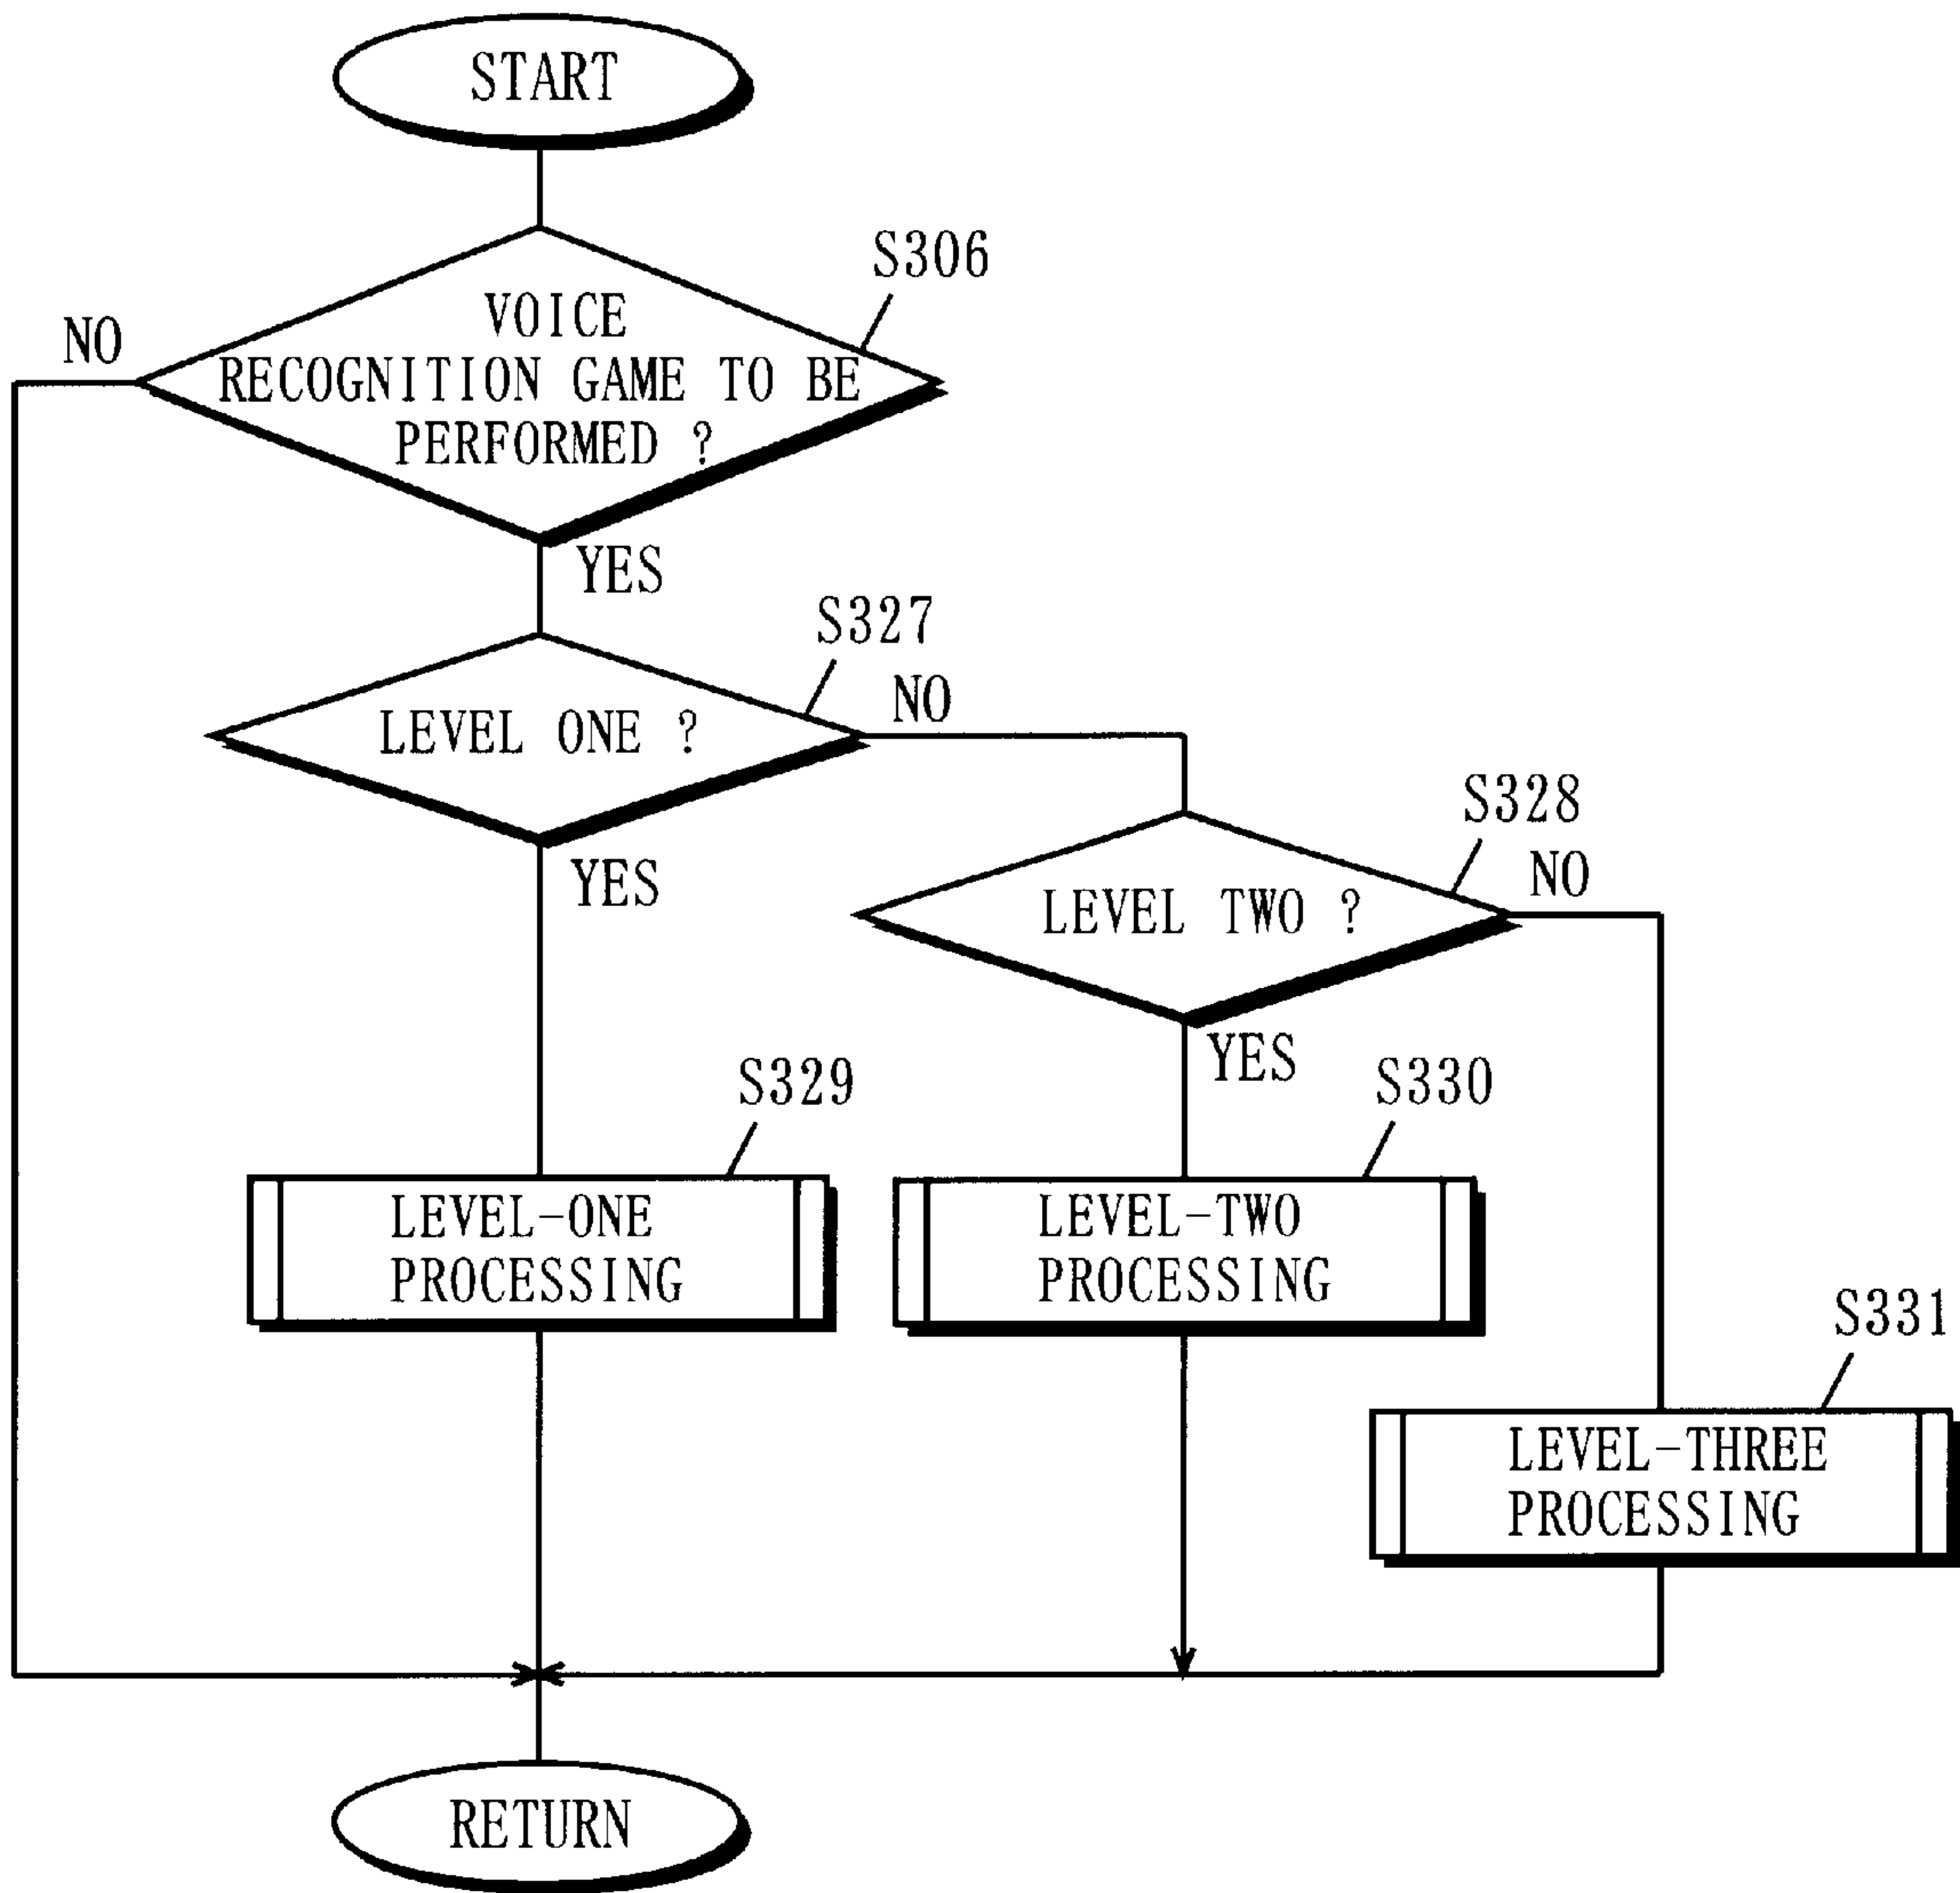 START
S306
NO
VOICE
RECOGNITION GAME TO BE
PERFORMED ?
YES
S327
NO
LEVEL ONE ?
YES
S328
NO
LEVEL TWO ?
YES
S329
S330
LEVEL-ONE
PROCESSING
LEVEL-TWO
PROCESSING
S331
LEVEL-THREE
PROCESSING
RETURN